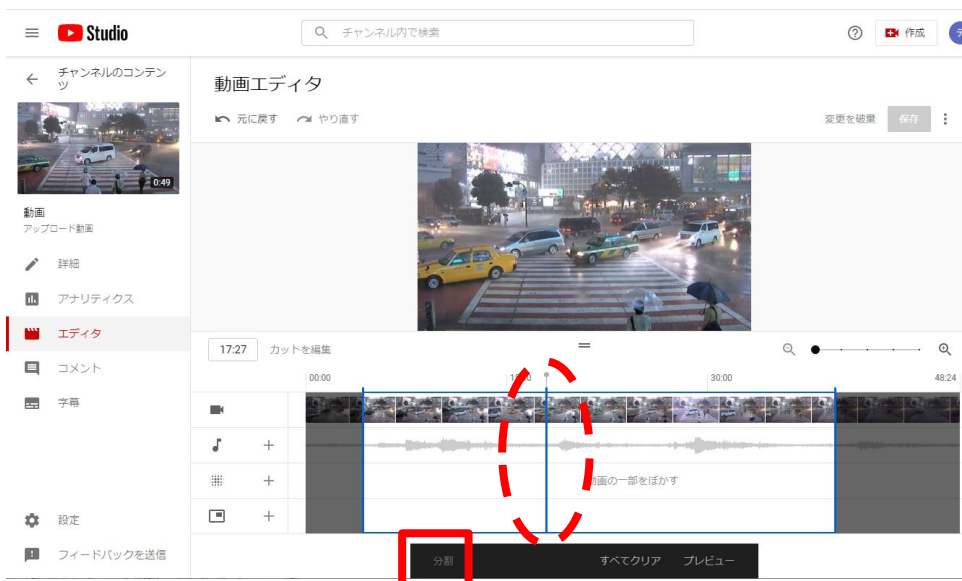 Studio
チャンネル内で検索
作成
チャンネルのコンテン
ツ
動画エディタ
元に戻す
やり直す
変更を破棄
保存
0:49
動画
アップロード動画
詳細
アナリティクス
エディタ
コメント
字幕
設定
フィードバックを送信
17:27
カットを編集
00:00
30:00
48:24
動画の一部をぼかす
分割
すべてクリア
プレビュー